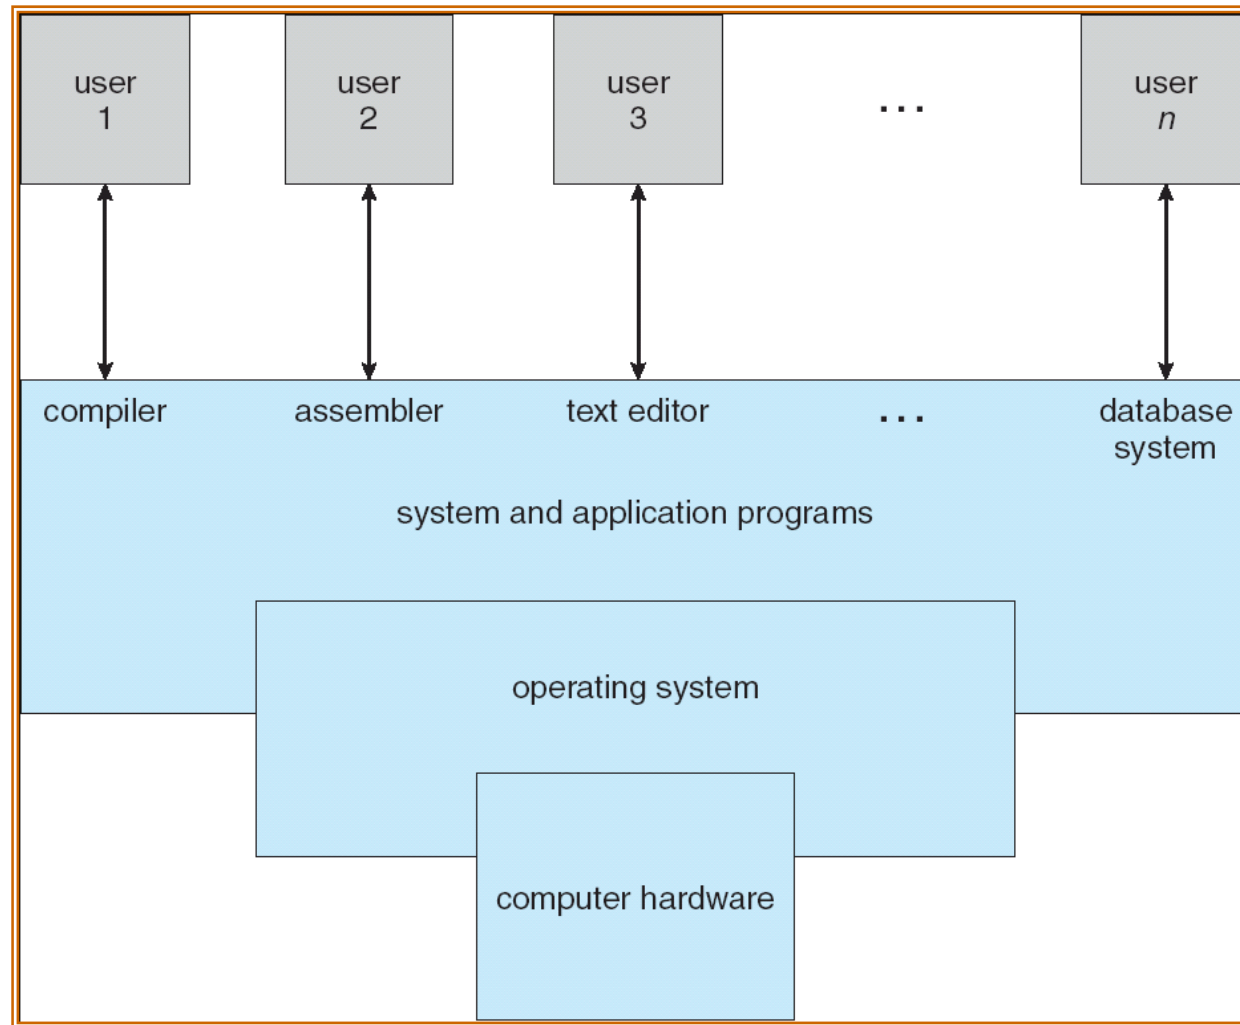 user
1
user
2
user
3
...
user
n
compiler
assembler
text editor
...
database
system
system and application programs
operating system
computer hardware